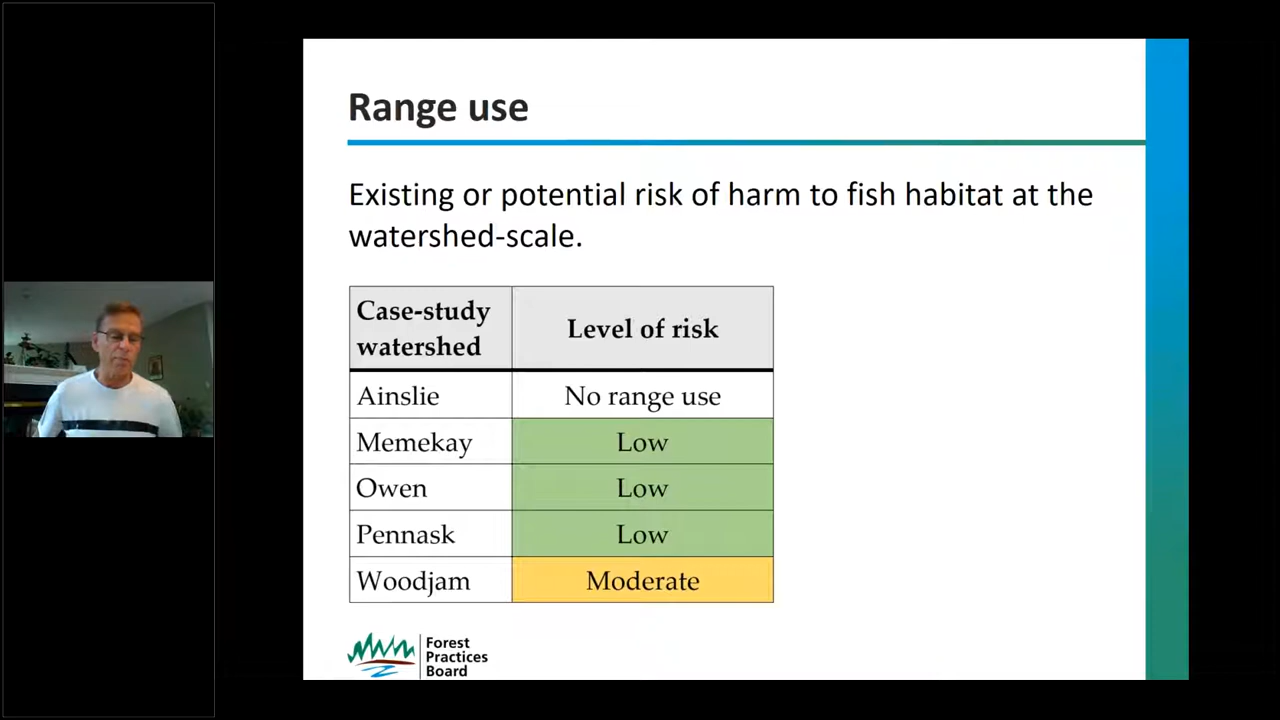 Range use
Existing or potential risk of harm to fish habitat at the
watershed-scale.
Case-study
watershed
Level of risk
Ainslie
No range use
Memekay
Low
Owen
Low
Pennask
Low
Woodjam
Moderate
Forest
Practices
Board